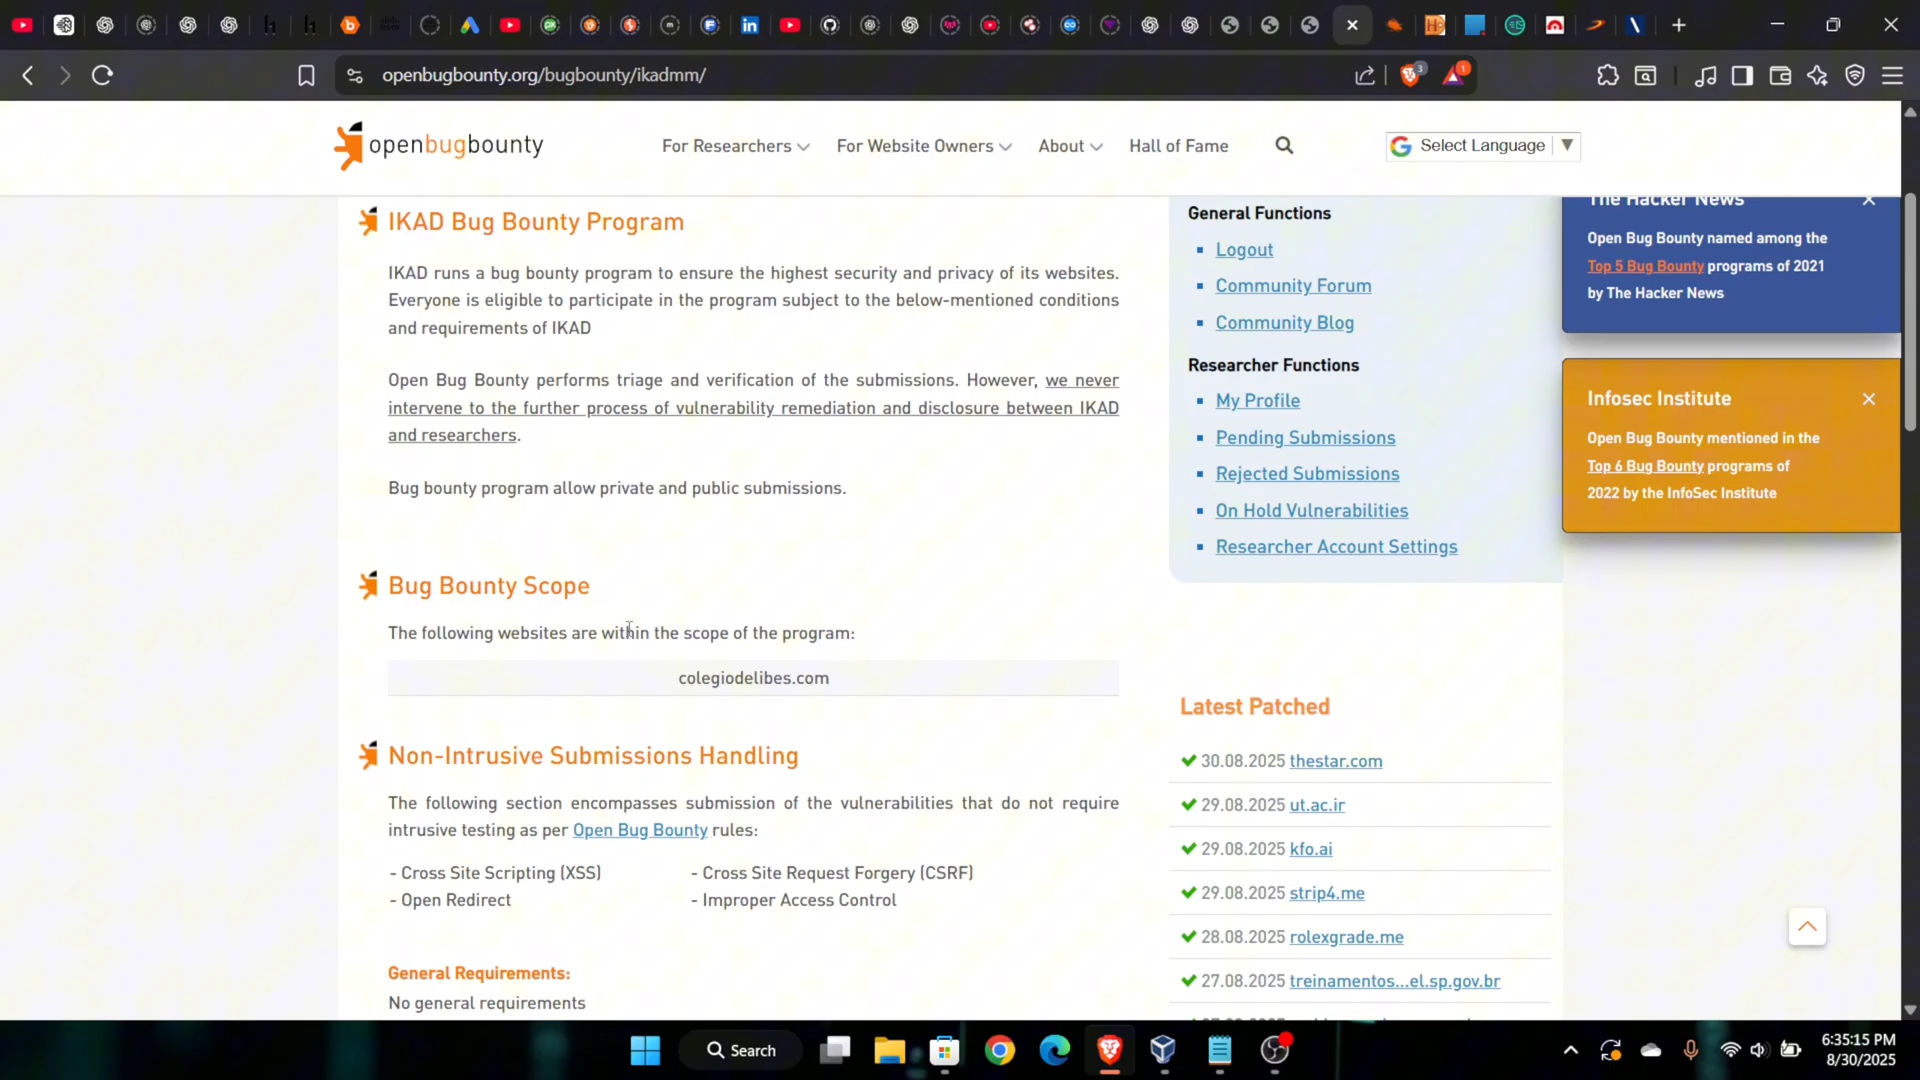 openbugbounty.org/bugbounty/ikadmm/
3
1
openbugbounty
For Researchers
For Website Owners
About
Hall of Fame
Select Language
IKAD Bug Bounty Program
IKAD runs a bug bounty program to ensure the highest security and privacy of its websites.
Everyone is eligible to participate in the program subject to the below-mentioned conditions
and requirements of IKAD
Open Bug Bounty performs triage and verification of the submissions. However, we never
intervene to the further process of vulnerability remediation and disclosure between IKAD
and researchers.
Bug bounty program allow private and public submissions.
Bug Bounty Scope
The following websites are within the scope of the program:
colegiodelibes.com
Non-Intrusive Submissions Handling
The following section encompasses submission of the vulnerabilities that do not require
intrusive testing as per Open Bug Bounty rules:
- Cross Site Scripting (XSS)
- Cross Site Request Forgery (CSRF)
- Open Redirect
- Improper Access Control
General Requirements:
No general requirements
General Functions
Logout
Community Forum
Community Blog
Researcher Functions
My Profile
Pending Submissions
Rejected Submissions
On Hold Vulnerabilities
Researcher Account Settings
Latest Patched
30.08.2025 thestar.com
29.08.2025 ut.ac.ir
29.08.2025 kfo.ai
29.08.2025 strip4.me
28.08.2025 rolexgrade.me
27.08.2025 treinamentos...el.sp.gov.br
The Hacker News
Open Bug Bounty named among the
Top 5 Bug Bounty programs of 2021
by The Hacker News
Infosec Institute
Open Bug Bounty mentioned in the
Top 6 Bug Bounty programs of
2022 by the InfoSec Institute
Search
6:35:15 PM
8/30/2025